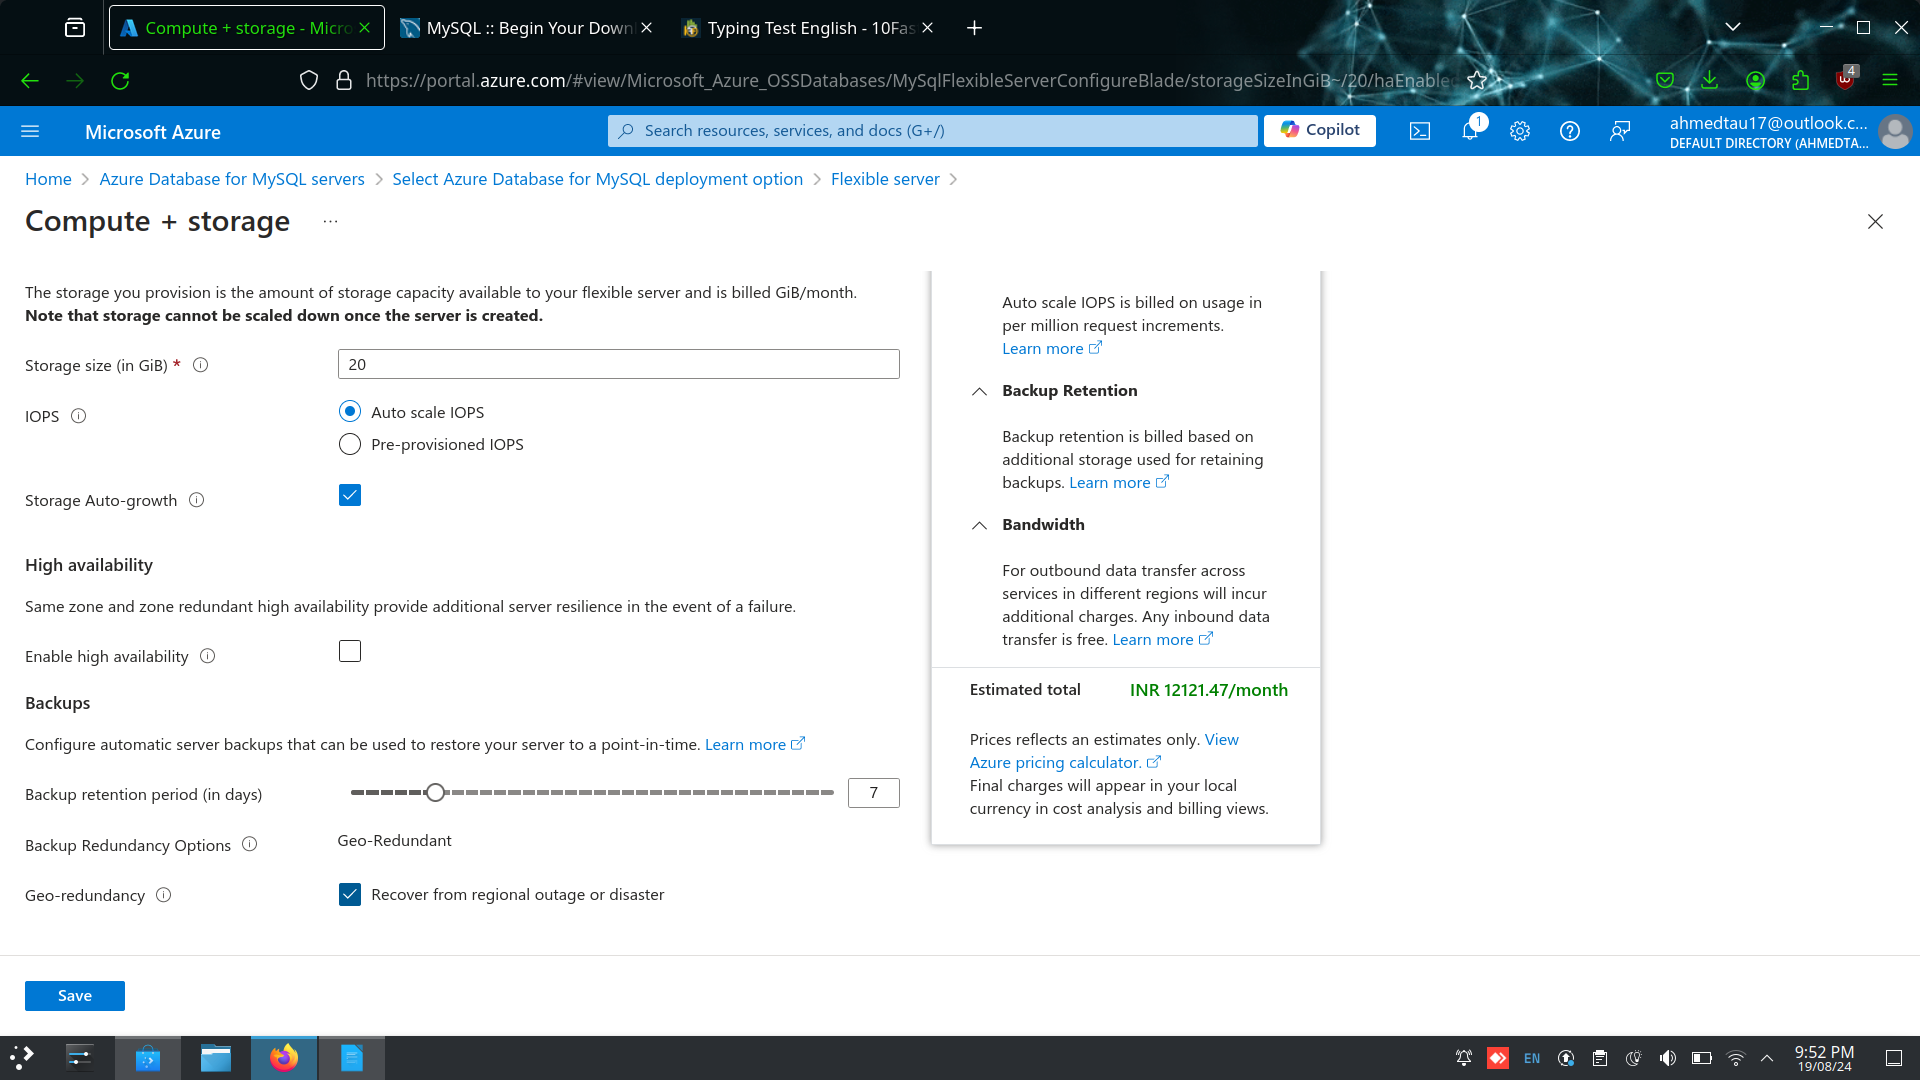 Compute + storage - Micro
MySQL :: Begin Your Down
Typing Test English - 10Fas
https://portal.azure.com/#view/Microsoft_Azure_OSSDatabases/MySqlFlexibleServerConfigureBlade/storageSizeInGiB~/20/haEnabled
4
Microsoft Azure
Search resources, services, and docs (G+/)
Copilot
1
ahmedtau17@outlook.c...
DEFAULT DIRECTORY (AHMEDTA...
Home
Azure Database for MySQL servers
Select Azure Database for MySQL deployment option
Flexible server
Compute + storage ...
The storage you provision is the amount of storage capacity available to your flexible server and is billed GiB/month.
Note that storage cannot be scaled down once the server is created.
Storage size (in GiB) *
20
IOPS
Auto scale IOPS
Pre-provisioned IOPS
Storage Auto-growth
High availability
Same zone and zone redundant high availability provide additional server resilience in the event of a failure.
Enable high availability
Backups
Configure automatic server backups that can be used to restore your server to a point-in-time. Learn more
Backup retention period (in days)
7
Backup Redundancy Options
Geo-Redundant
Geo-redundancy
Recover from regional outage or disaster
Auto scale IOPS is billed on usage in
per million request increments.
Learn more
Backup Retention
Backup retention is billed based on
additional storage used for retaining
backups. Learn more
Bandwidth
For outbound data transfer across
services in different regions will incur
additional charges. Any inbound data
transfer is free. Learn more
Estimated total
INR 12121.47/month
Prices reflects an estimates only. View
Azure pricing calculator.
Final charges will appear in your local
currency in cost analysis and billing views.
Save
EN
9:52 PM
19/08/24